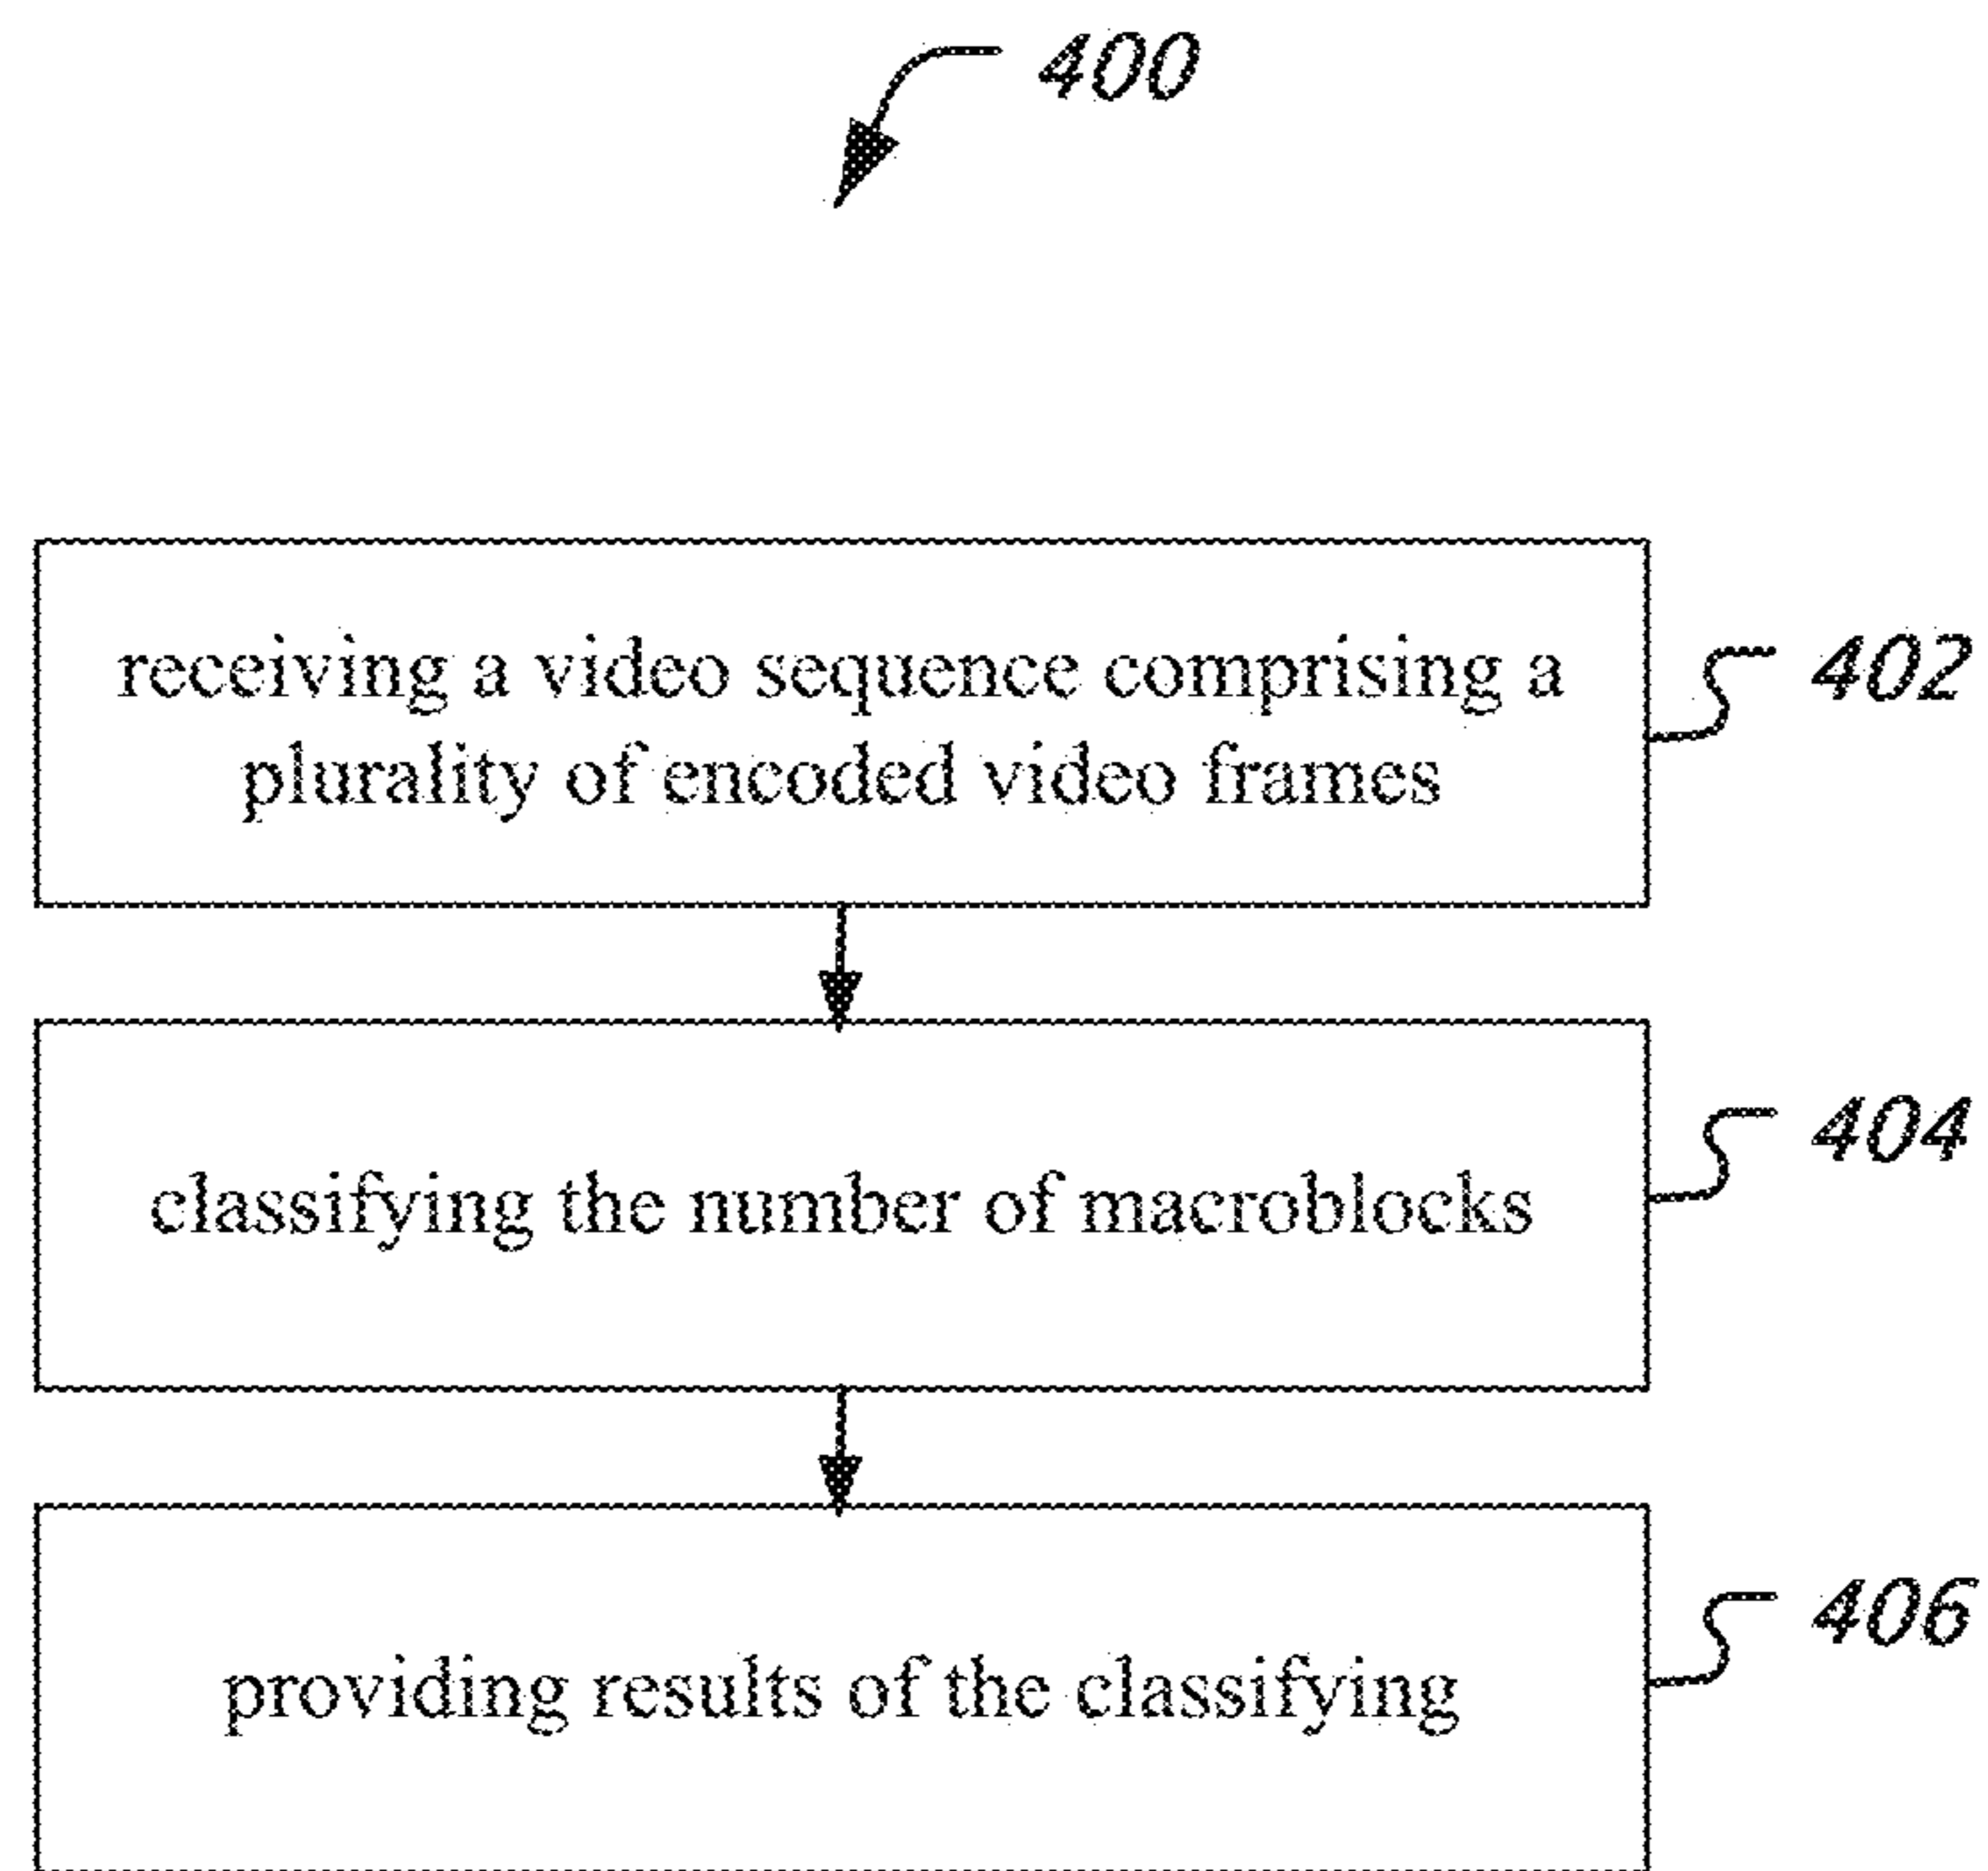 400
receiving a video sequence comprising a
plurality of encoded video frames
402
classifying the number of macroblocks
404
providing results of the classifying
406